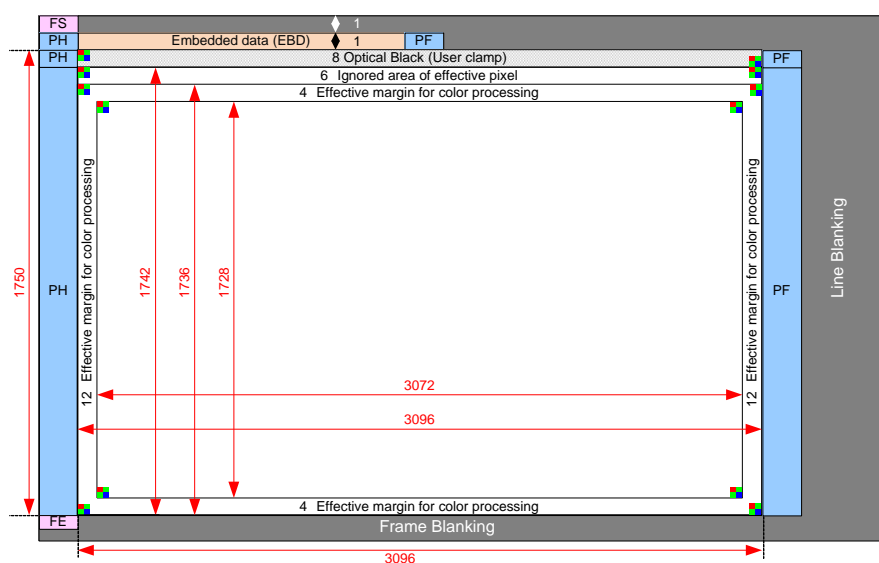 FS
1
PH
Embedded data (EBD)
1
PF
PH
8 Optical Black (User clamp)
PF
6 Ignored area of effective pixel
4 Effective margin for color processing
12 Effective margin for color processing
12 Effective margin for color processing
Line Blanking
1750
PH
1742
1736
1728
PF
3072
3096
4 Effective margin for color processing
FE
Frame Blanking
3096